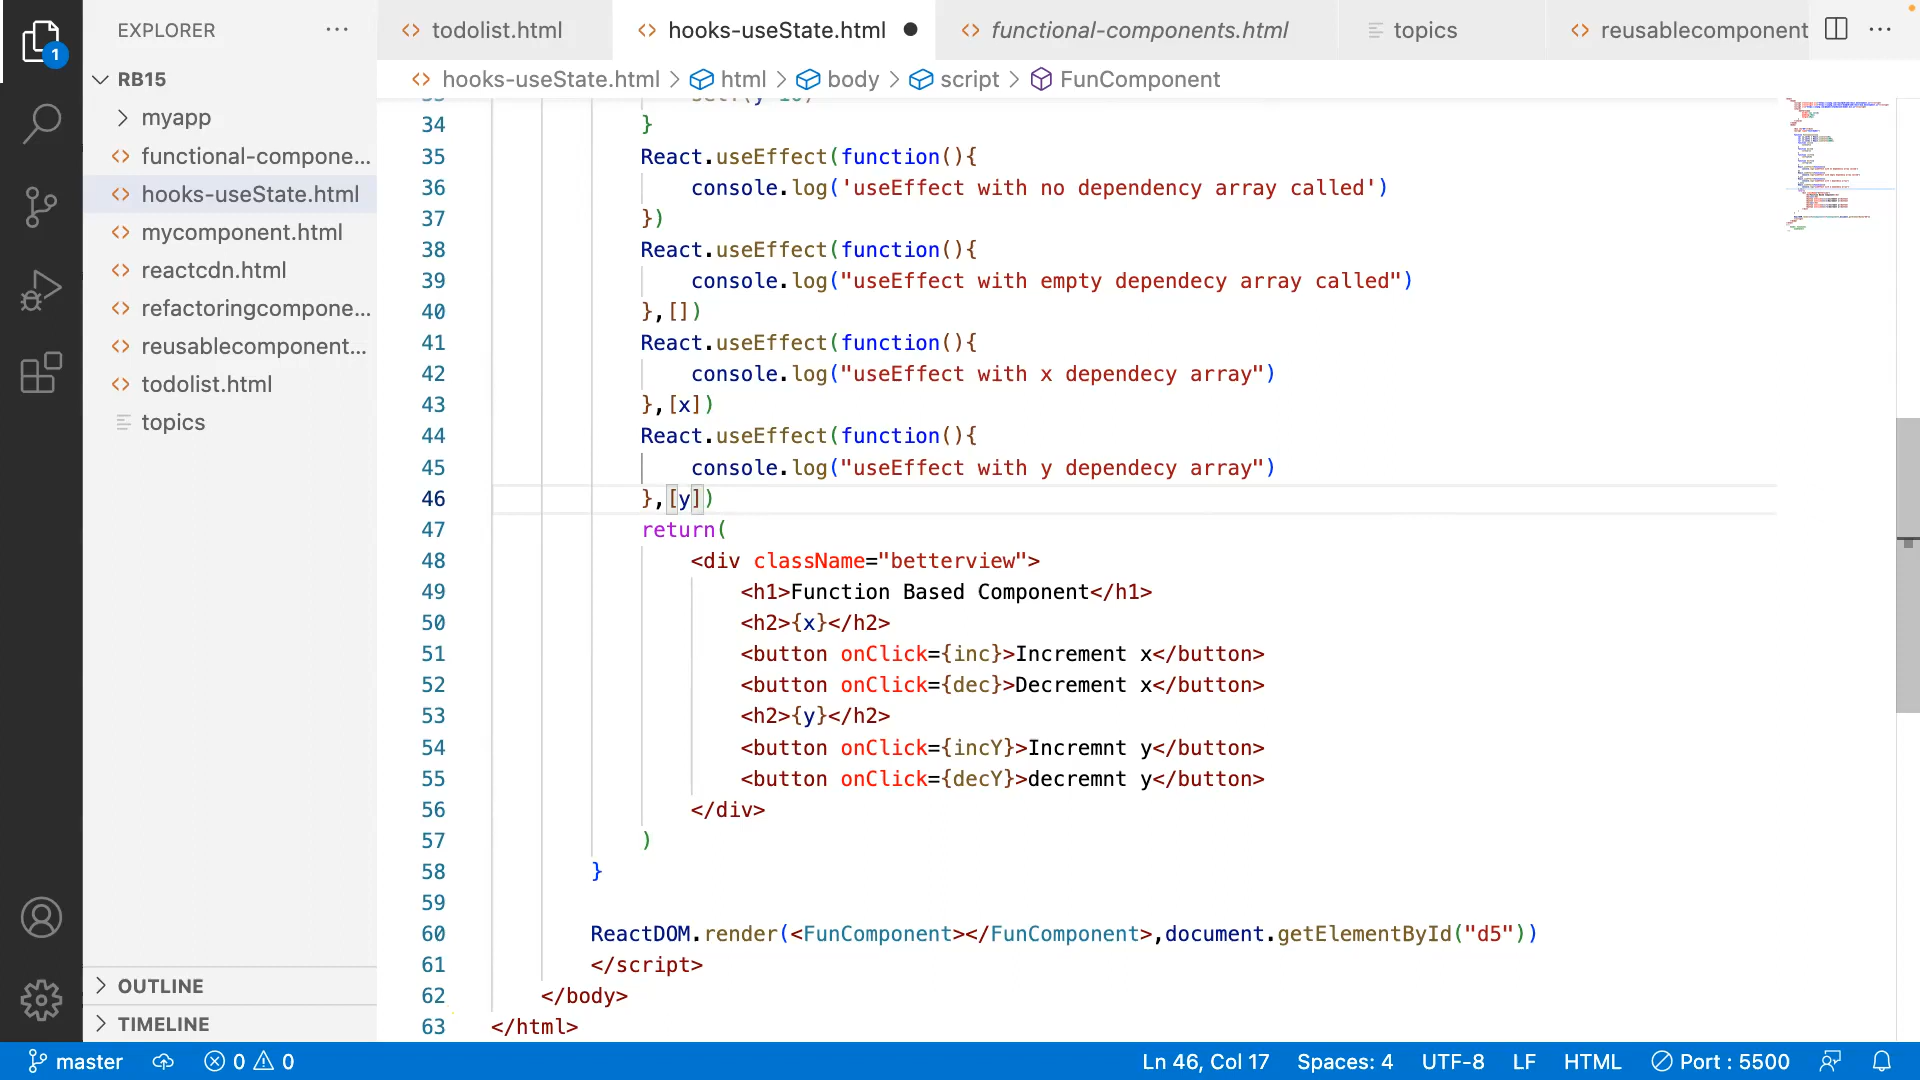 EXPLORER
RB15
myapp
functional-compone...
hooks-useState.html
mycomponent.html
reactcdn.html
refactoringcompone...
reusablecomponent...
todolist.html
topics
OUTLINE
TIMELINE
1
todolist.html
hooks-useState.html
functional-components.html
topics
reusablecomponent
hooks-useState.html > html > body > script > FunComponent
34 }
35 React.useEffect(function(){
36 console.log('useEffect with no dependency array called')
37 })
38 React.useEffect(function(){
39 console.log("useEffect with empty dependecy array called")
40 },[])
41 React.useEffect(function(){
42 console.log("useEffect with x dependecy array")
43 },[x])
44 React.useEffect(function(){
45 console.log("useEffect with y dependecy array")
46 },[y])
47 return(
48 <div className="betterview">
49 <h1>Function Based Component</h1>
50 <h2>{x}</h2>
51 <button onClick={inc}>Increment x</button>
52 <button onClick={dec}>Decrement x</button>
53 <h2>{y}</h2>
54 <button onClick={incY}>Incremnt y</button>
55 <button onClick={decY}>decremnt y</button>
56 </div>
57 )
58 }
59
60 ReactDOM.render(<FunComponent></FunComponent>,document.getElementById("d5"))
61 </script>
62 </body>
63 </html>
master 0 0 Ln 46, Col 17 Spaces: 4 UTF-8 LF HTML Port : 5500